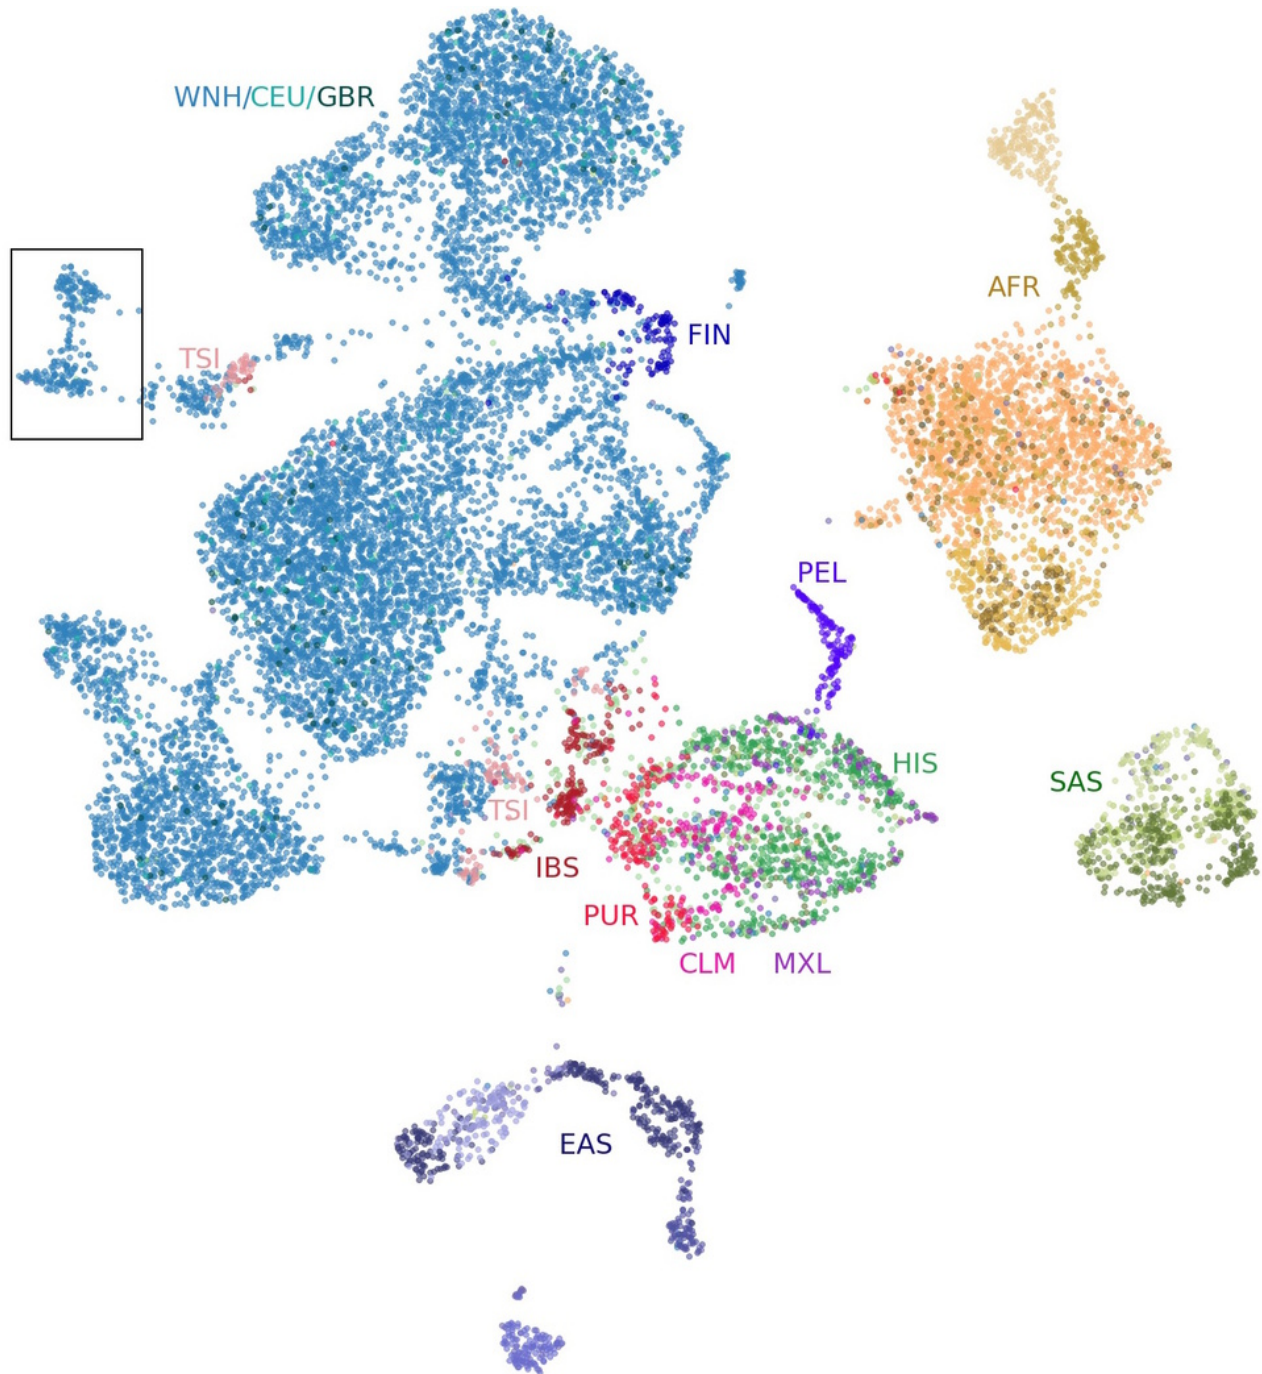 WNH/CEU/GBR
AFR
FIN
TSI
PEL
HIS
SAS
TSI
IBS
PUR
CLM
MXL
EAS